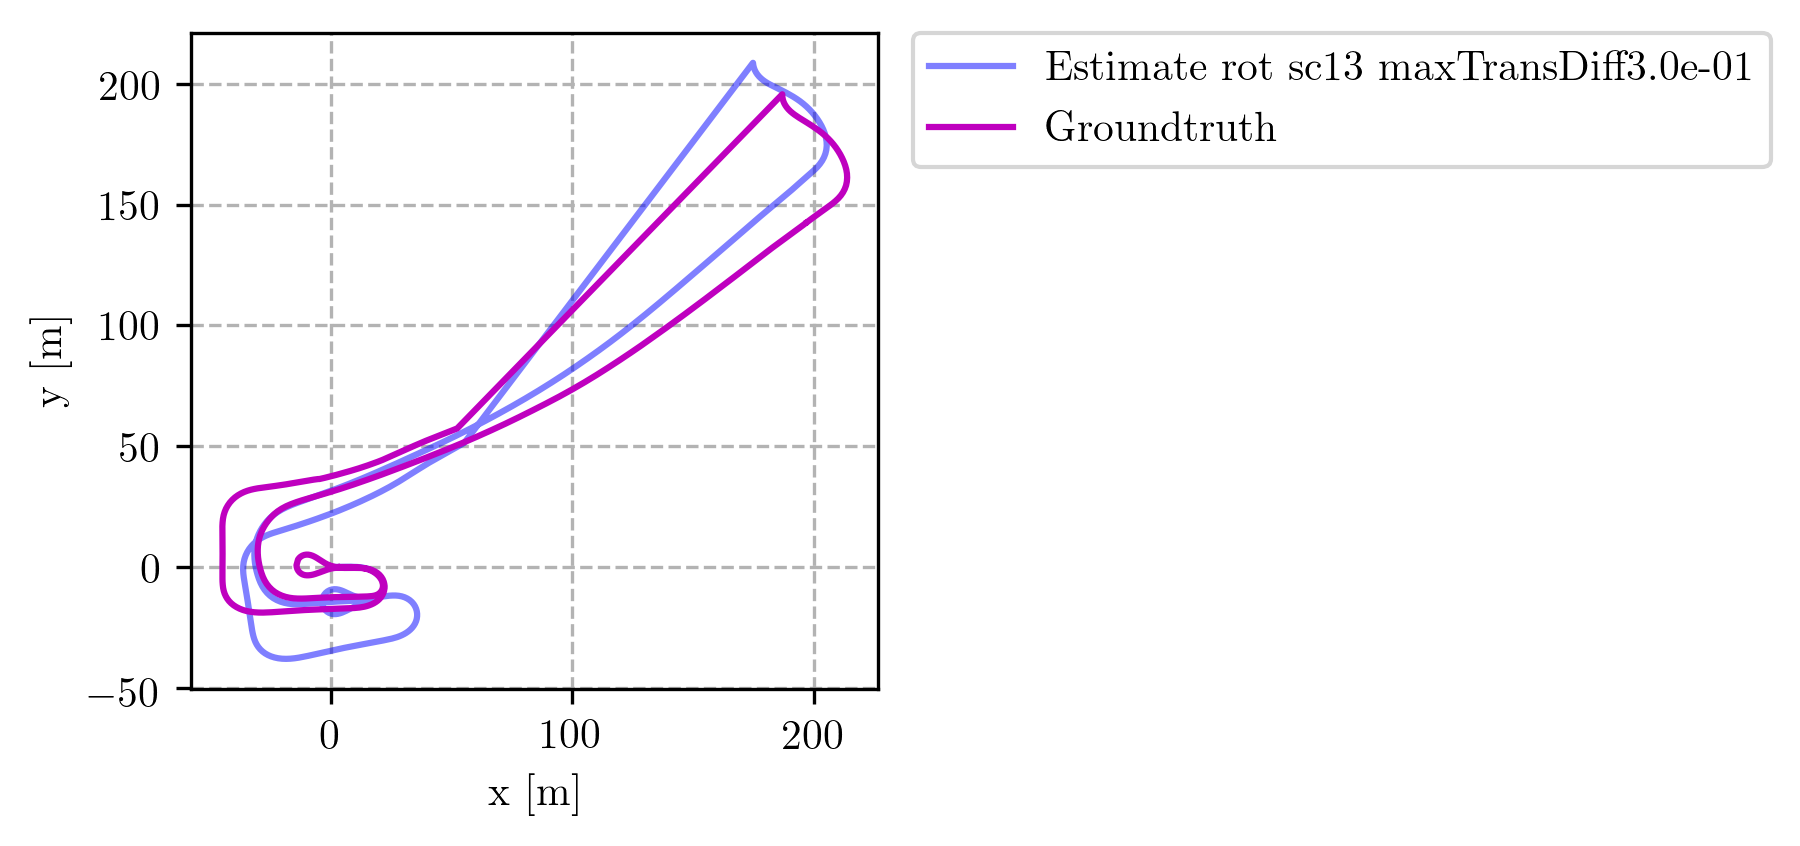 Estimate rot sc13 maxTransDiff3.0e-01
Groundtruth
200
150
100
50
0
−50
y [m]
0 100 200
x [m]